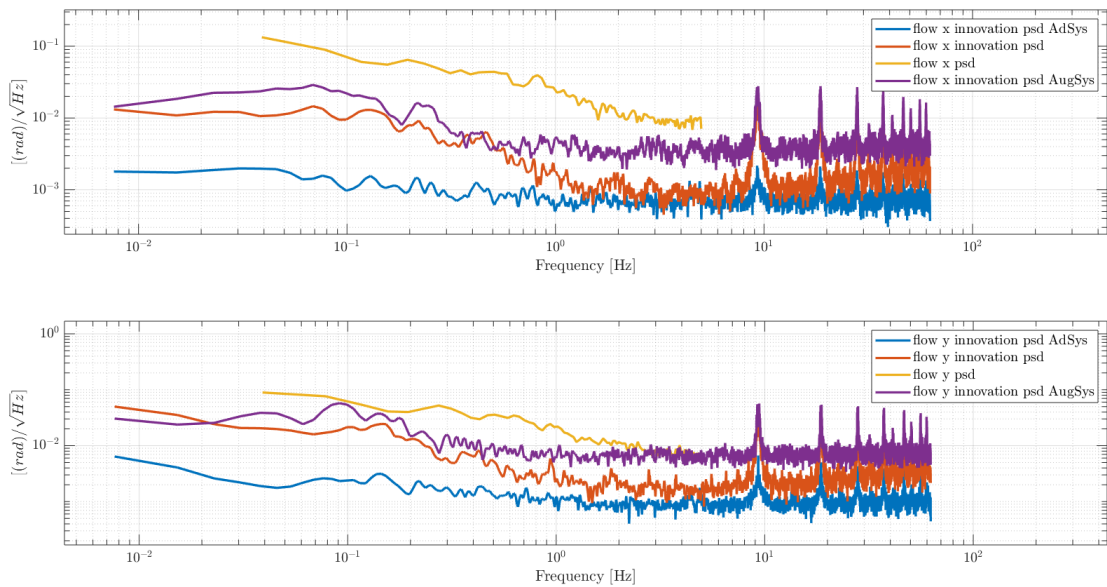 10^{-1}
10^{-2}
10^{-3}
[(rad)/√Hz]
flow x innovation psd AdSys
flow x innovation psd
flow x psd
flow x innovation psd AugSys
10^{-2} 10^{-1} 10^{0} 10^{1} 10^{2}
Frequency [Hz]
10^{0}
10^{-2}
[(rad)/√Hz]
flow y innovation psd AdSys
flow y innovation psd
flow y psd
flow y innovation psd AugSys
10^{-2} 10^{-1} 10^{0} 10^{1} 10^{2}
Frequency [Hz]